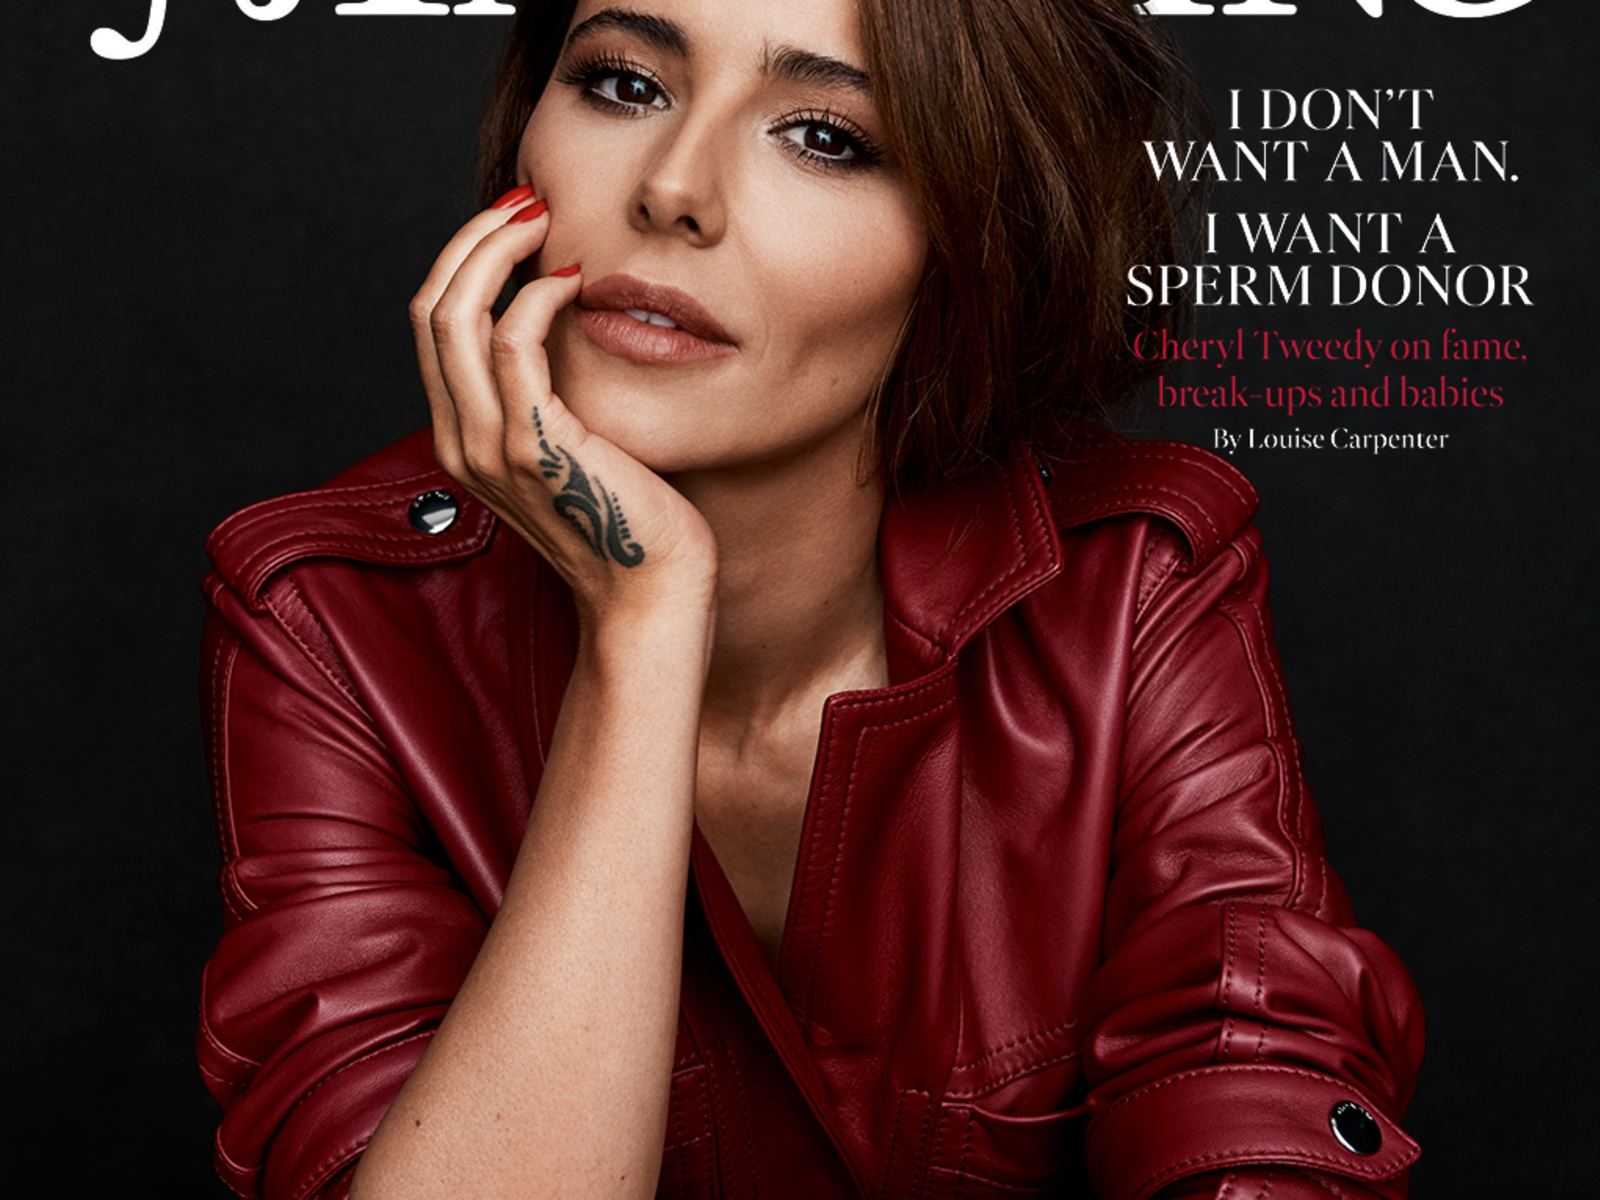 I DON'T
WANT A MAN.
I WANT A
SPERM DONOR
Cheryl Tweedy on fame,
break-ups and babies
By Louise Carpenter